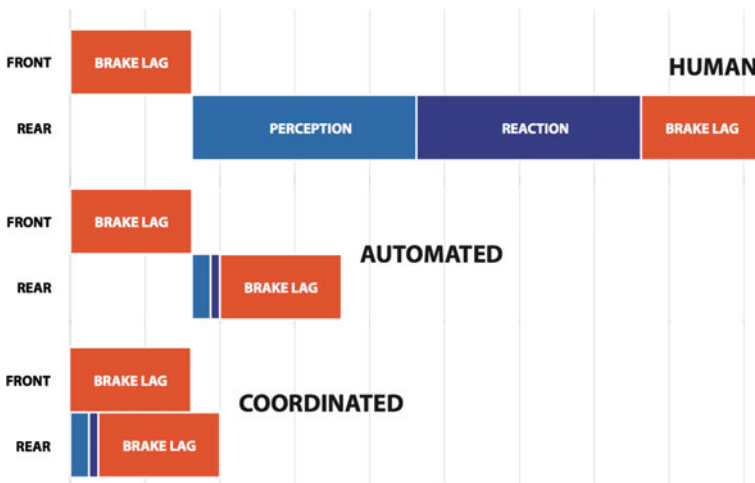 FRONT BRAKE LAG
HUMAN
REAR PERCEPTION REACTION BRAKE LAG
FRONT BRAKE LAG
AUTOMATED
REAR BRAKE LAG
FRONT BRAKE LAG
COORDINATED
REAR BRAKE LAG